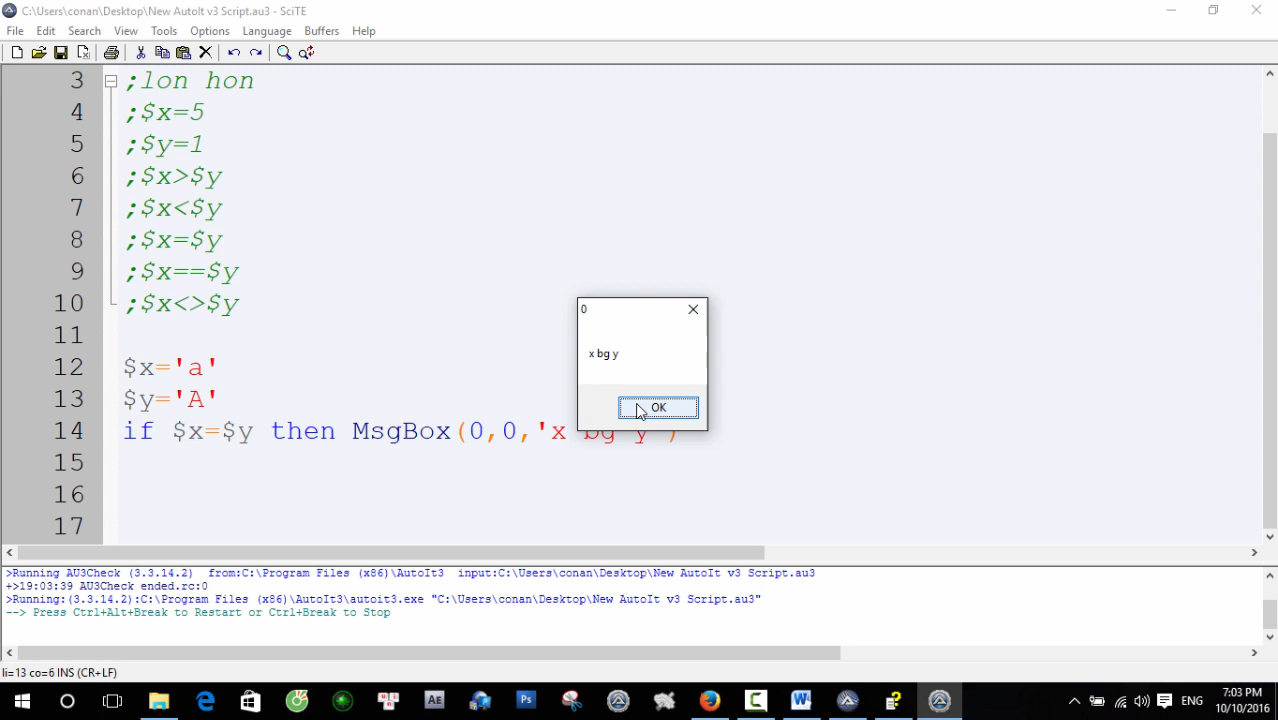 C:\Users\conan\Desktop\New AutoIt v3 Script.au3 - SciTE
File Edit Search View Tools Options Language Buffers Help
3 ;lon hon
4 ;$x=5
5 ;$y=1
6 ;$x>$y
7 ;$x<$y
8 ;$x=$y
9 ;$x==$y
10 ;$x<>$y
11
12 $x='a'
13 $y='A'
14 if $x=$y then MsgBox(0,0,'x bg y')
15
16
17
0
x bg y
OK
>Running AU3Check (3.3.14.2) from:C:\Program Files (x86)\AutoIt3 input:C:\Users\conan\Desktop\New AutoIt v3 Script.au3
+>19:03:39 AU3Check ended.rc:0
>Running:(3.3.14.2):C:\Program Files (x86)\AutoIt3\autoit3.exe "C:\Users\conan\Desktop\New AutoIt v3 Script.au3"
--> Press Ctrl+Alt+Break to Restart or Ctrl+Break to Stop
li=13 co=6 INS (CR+LF)
AE Ps ENG 7:03 PM
10/10/2016